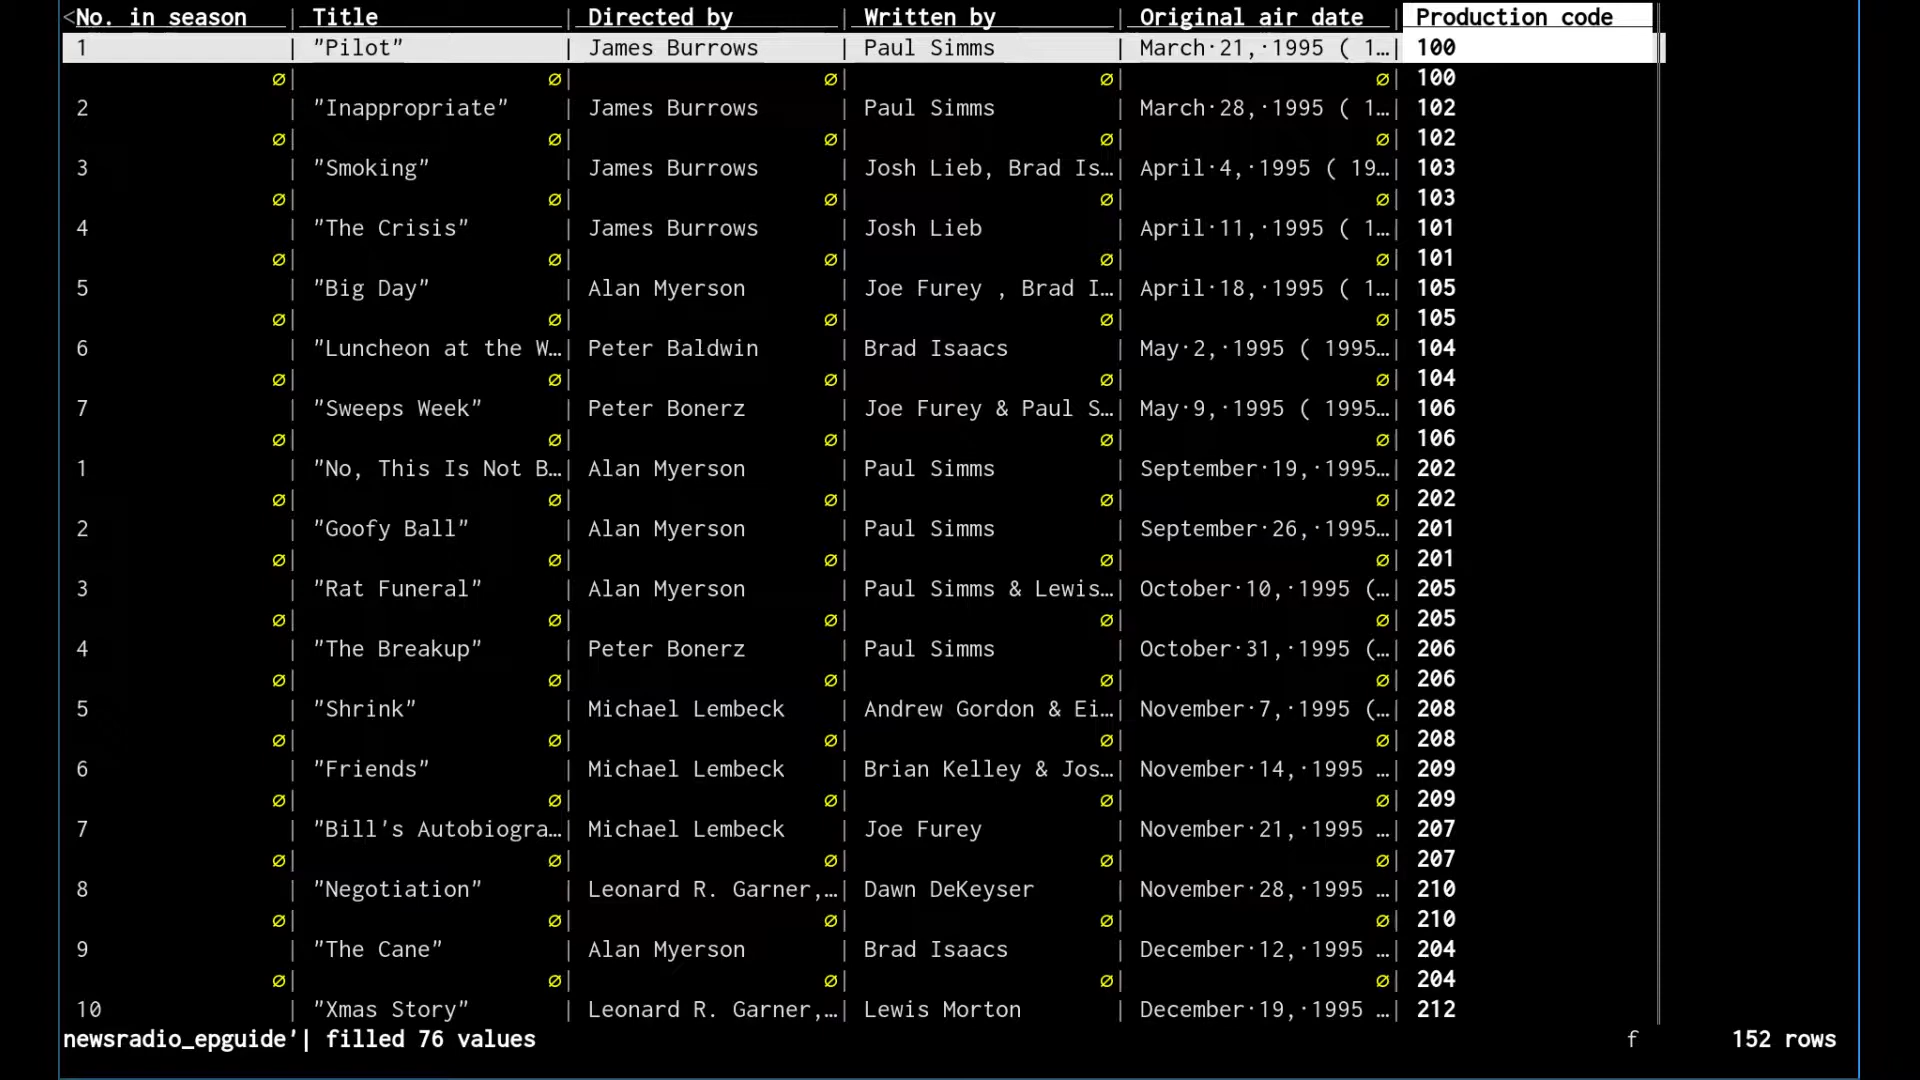 <No. in season | Title | Directed by | Written by | Original air date | Production code
1 | "Pilot" | James Burrows | Paul Simms | March·21,·1995 ( 1…| 100
∅| ∅| ∅| ∅| ∅| 100
2 | "Inappropriate" | James Burrows | Paul Simms | March·28,·1995 ( 1…| 102
∅| ∅| ∅| ∅| ∅| 102
3 | "Smoking" | James Burrows | Josh Lieb, Brad Is…| April·4,·1995 ( 19…| 103
∅| ∅| ∅| ∅| ∅| 103
4 | "The Crisis" | James Burrows | Josh Lieb | April·11,·1995 ( 1…| 101
∅| ∅| ∅| ∅| ∅| 101
5 | "Big Day" | Alan Myerson | Joe Furey , Brad I…| April·18,·1995 ( 1…| 105
∅| ∅| ∅| ∅| ∅| 105
6 | "Luncheon at the W…| Peter Baldwin | Brad Isaacs | May·2,·1995 ( 1995…| 104
∅| ∅| ∅| ∅| ∅| 104
7 | "Sweeps Week" | Peter Bonerz | Joe Furey & Paul S…| May·9,·1995 ( 1995…| 106
∅| ∅| ∅| ∅| ∅| 106
1 | "No, This Is Not B…| Alan Myerson | Paul Simms | September·19,·1995…| 202
∅| ∅| ∅| ∅| ∅| 202
2 | "Goofy Ball" | Alan Myerson | Paul Simms | September·26,·1995…| 201
∅| ∅| ∅| ∅| ∅| 201
3 | "Rat Funeral" | Alan Myerson | Paul Simms & Lewis…| October·10,·1995 (…| 205
∅| ∅| ∅| ∅| ∅| 205
4 | "The Breakup" | Peter Bonerz | Paul Simms | October·31,·1995 (…| 206
∅| ∅| ∅| ∅| ∅| 206
5 | "Shrink" | Michael Lembeck | Andrew Gordon & Ei…| November·7,·1995 (…| 208
∅| ∅| ∅| ∅| ∅| 208
6 | "Friends" | Michael Lembeck | Brian Kelley & Jos…| November·14,·1995 …| 209
∅| ∅| ∅| ∅| ∅| 209
7 | "Bill's Autobiogra…| Michael Lembeck | Joe Furey | November·21,·1995 …| 207
∅| ∅| ∅| ∅| ∅| 207
8 | "Negotiation" | Leonard R. Garner,…| Dawn DeKeyser | November·28,·1995 …| 210
∅| ∅| ∅| ∅| ∅| 210
9 | "The Cane" | Alan Myerson | Brad Isaacs | December·12,·1995 …| 204
∅| ∅| ∅| ∅| ∅| 204
10 | "Xmas Story" | Leonard R. Garner,…| Lewis Morton | December·19,·1995 …| 212
newsradio_epguide'| filled 76 values f 152 rows